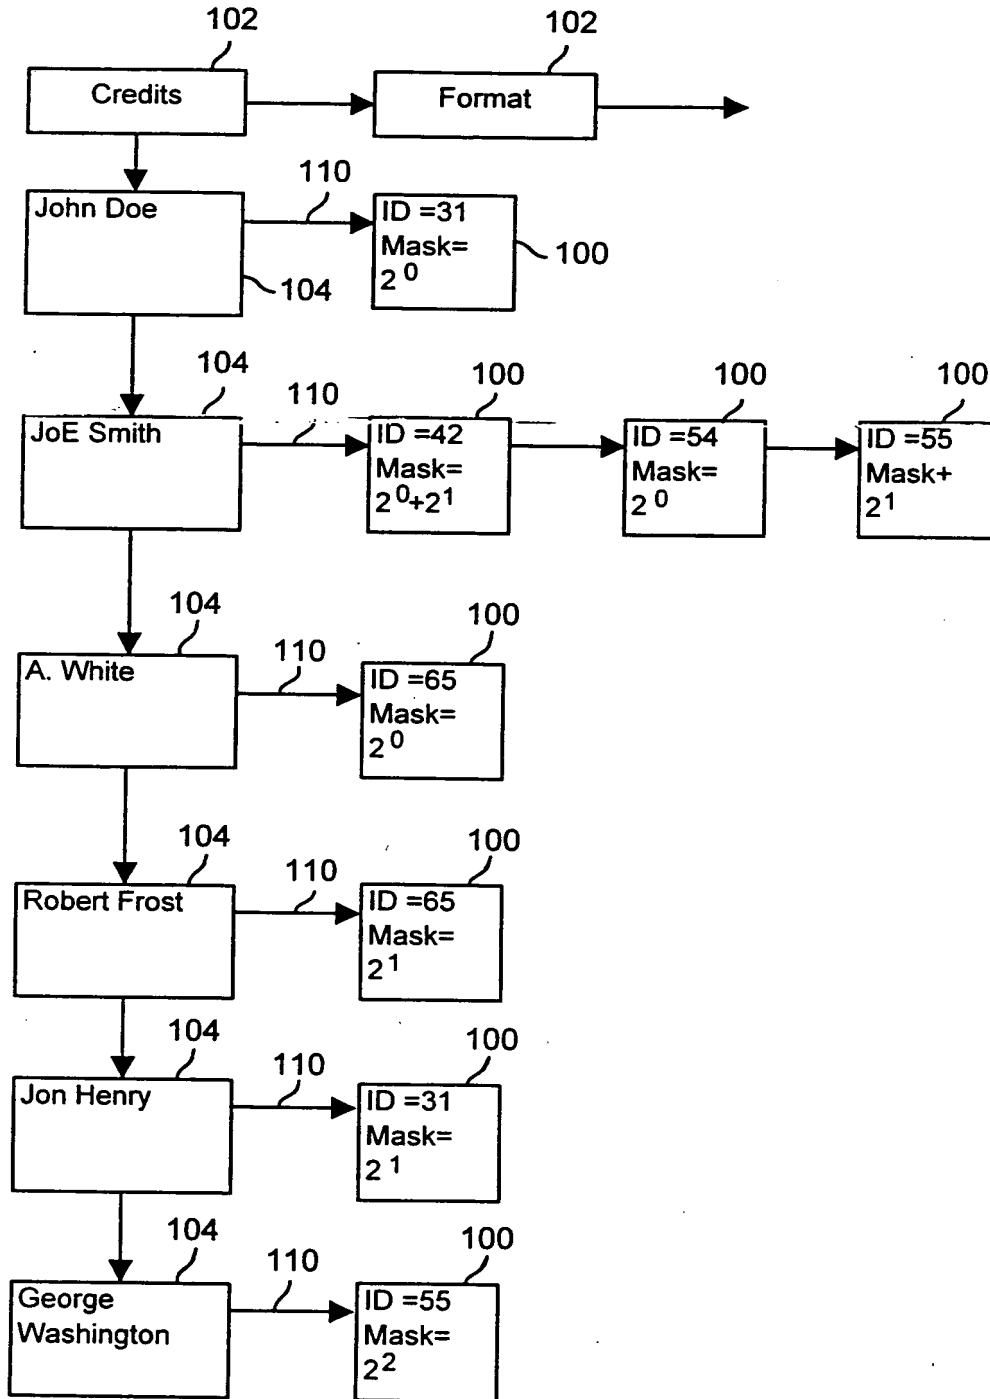 102
102
Credits
Format
110
John Doe
ID =31
Mask=
2^0
100
104
104
110
100
100
100
JoE Smith
ID =42
Mask=
2^0+2^1
ID =54
Mask=
2^0
ID =55
Mask+
2^1
104
110
100
A. White
ID =65
Mask=
2^0
104
110
100
Robert Frost
ID =65
Mask=
2^1
104
110
100
Jon Henry
ID =31
Mask=
2^1
104
110
100
George
Washington
ID =55
Mask=
2^2